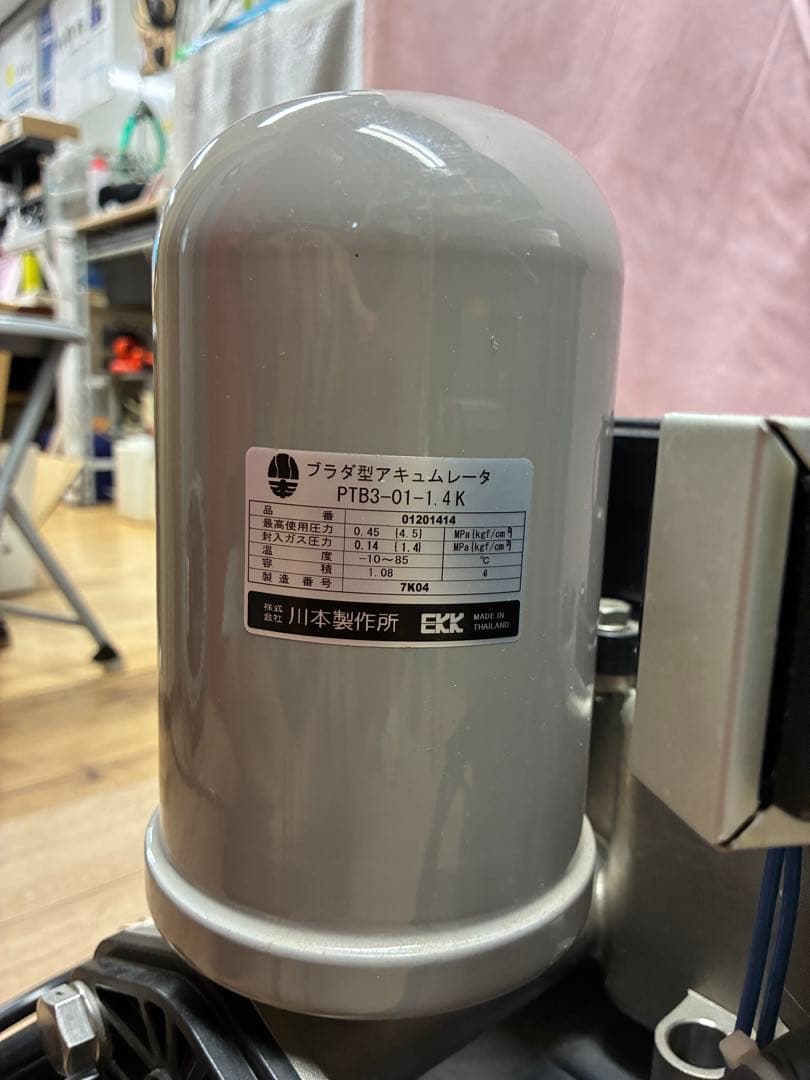 ブラダ型アキュムレータ
PTB3-01-1.4K
品番 01201414
最高使用圧力 0.45 [4.5] MPa[kgf/cm²]
封入ガス圧力 0.14 [1.4] MPa[kgf/cm²]
温度 -10～85 ℃
容積 1.08 ℓ
製造番号 7K04
株式会社 川本製作所 EKK MADE IN THAILAND